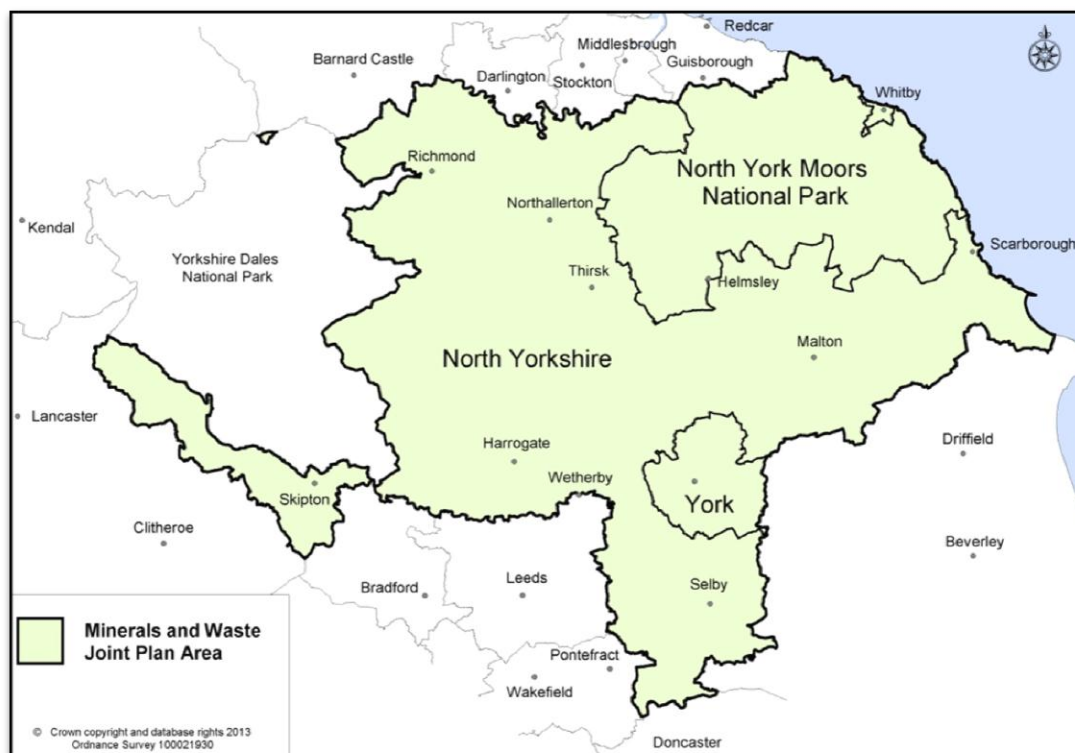 Redcar
Middlesbrough
Barnard Castle
Guisborough
Darlington
Stockton
Whitby
Richmond
North York Moors
National Park
Northallerton
Kendal
Scarborough
Yorkshire Dales
National Park
Thirsk
Helmsley
Malton
North Yorkshire
Lancaster
Harrogate
Driffield
Wetherby
Skipton
York
Clitheroe
Beverley
Bradford
Leeds
Selby
Minerals and Waste
Joint Plan Area
Pontefract
Wakefield
© Crown copyright and database rights 2013
Ordnance Survey 100021930
Doncaster